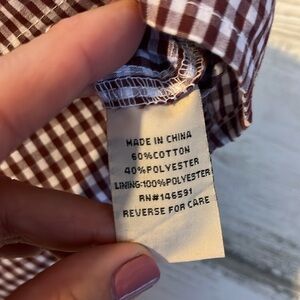 MADE IN CHINA
60%COTTON
40%POLYESTER
LINING:100%POLYESTER
RN#146591
REVERSE FOR CARE